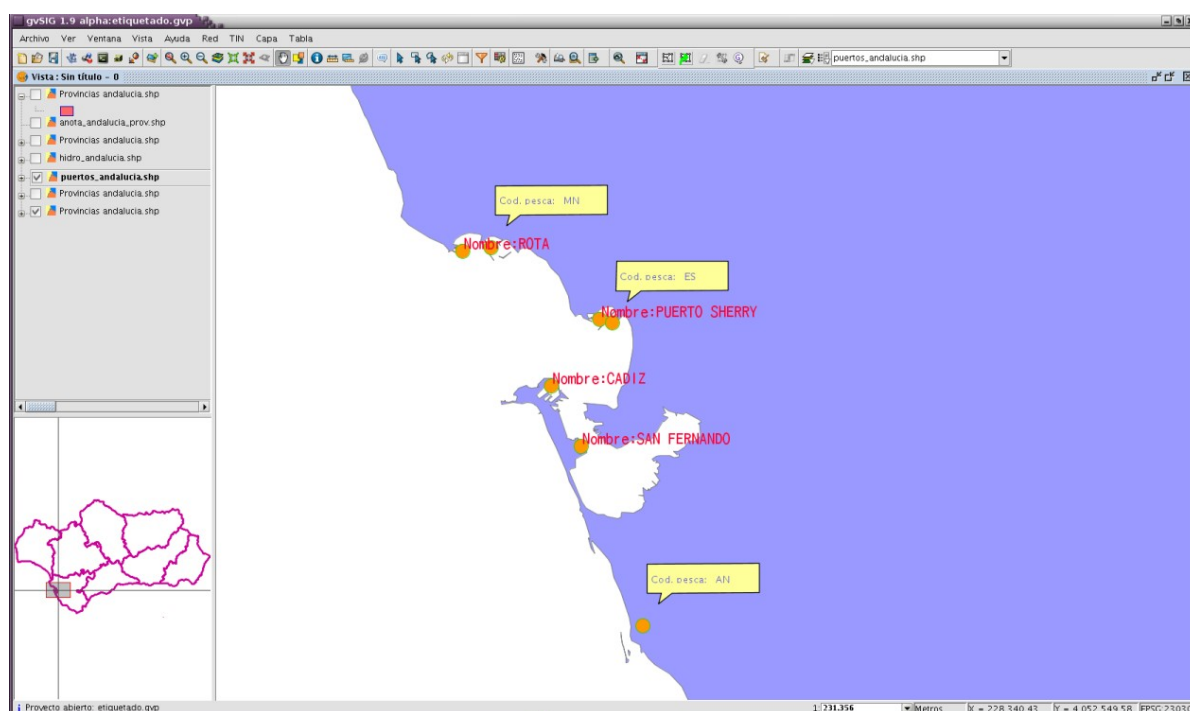 gvSIG 1.9 alpha:etiquetado.gvp
Archivo Ver Ventana Vista Ayuda Red TIN Capa Tabla
puertos_andalucia.shp
Vista : Sin título - 0
Provincias andalucia.shp
anota_andalucia_prov.shp
Provincias andalucia.shp
hidro_andalucia.shp
puertos_andalucia.shp
Provincias andalucia.shp
Provincias andalucia.shp
Cod. pesca: MN
Nombre:ROTA
Cod. pesca: ES
Nombre:PUERTO SHERRY
Nombre:CADIZ
Nombre:SAN FERNANDO
Cod. pesca: AN
Proyecto abierto: etiquetado.gvp
1: 231.356 Metros X = 228.340,43 Y = 4.052.549,58 EPSG:23030